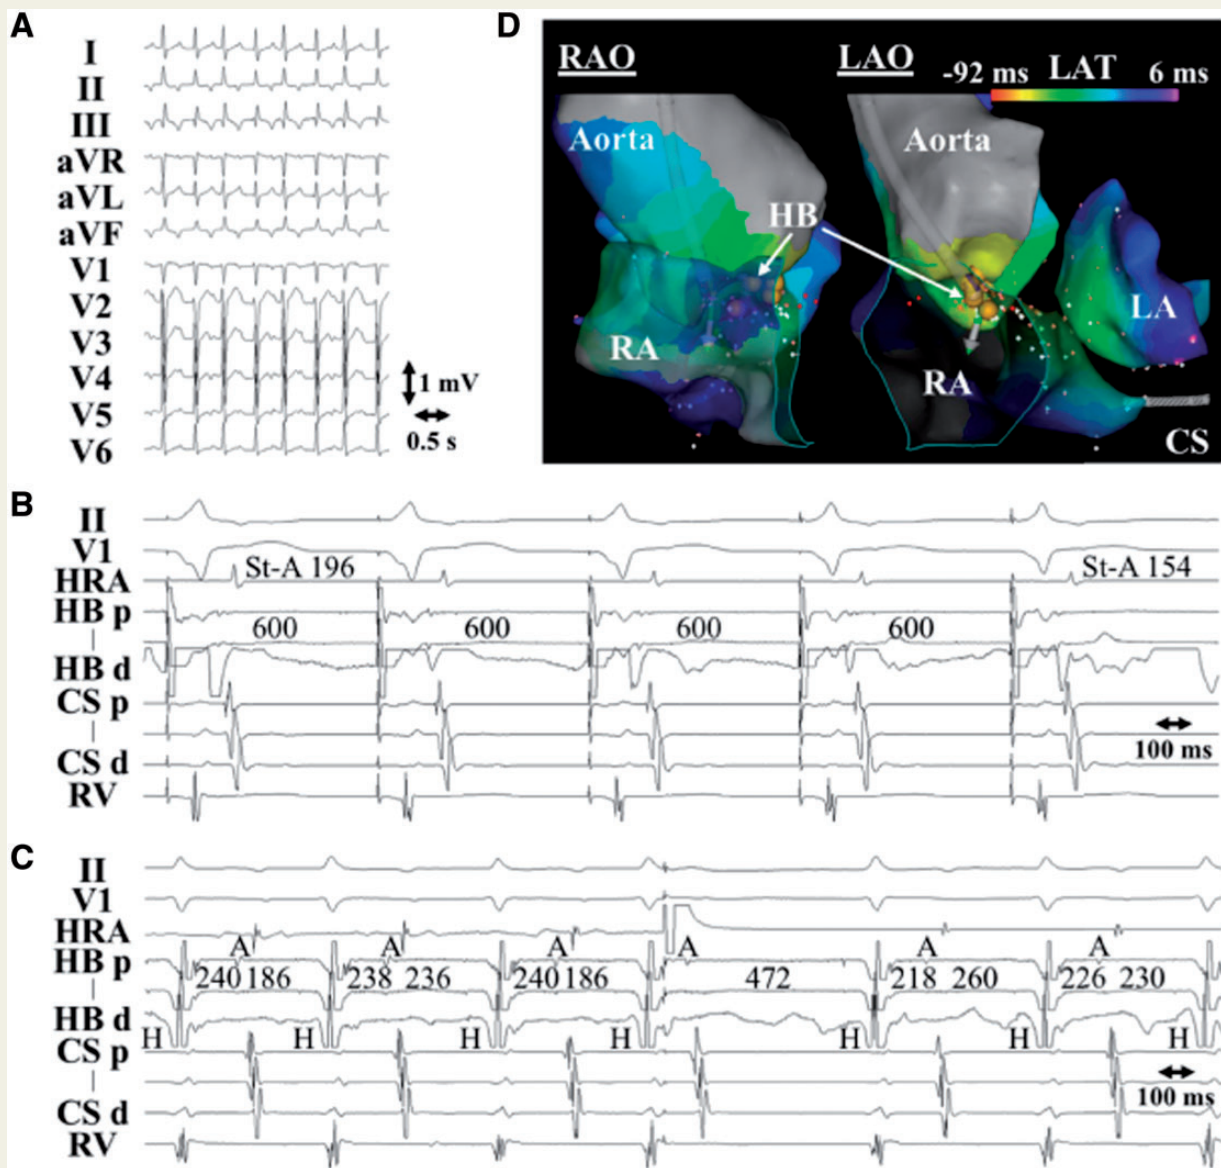 A
I
II
III
aVR
aVL
aVF
V1
V2
V3
V4
V5
V6
1 mV
0.5 s
D
RAO
LAO
-92 ms LAT 6 ms
Aorta
Aorta
HB
RA
RA
LA
CS
B
II
V1
HRA
St-A 196
St-A 154
HB p
600 600 600 600
HB d
CS p
CS d
100 ms
RV
C
II
V1
HRA
A A A A A A
HB p
240 186 238 236 240 186 472 218 260 226 230
HB d
H H H H H H H
CS p
CS d
100 ms
RV